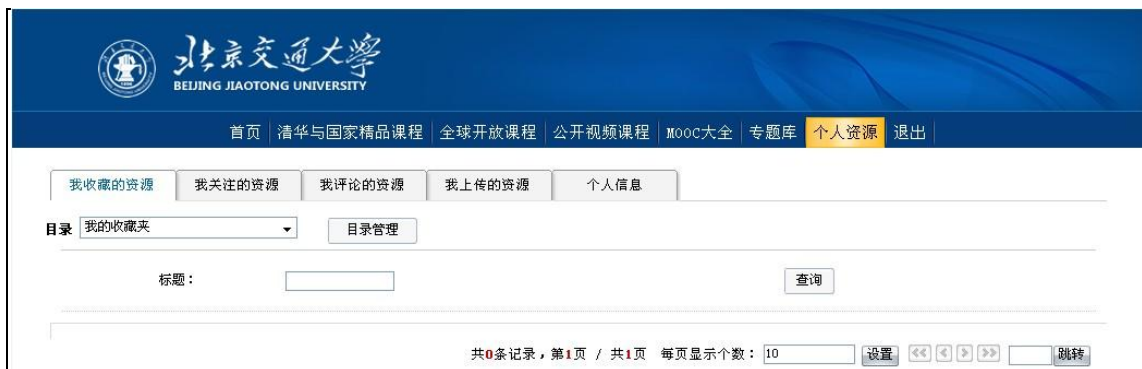 北京交通大学
BEIJING JIAOTONG UNIVERSITY
首页 清华与国家精品课程 全球开放课程 公开视频课程 MOOC大全 专题库 个人资源 退出
我收藏的资源 我关注的资源 我评论的资源 我上传的资源 个人信息
目录 我的收藏夹 目录管理
标题： 查询
共0条记录，第1页 / 共1页 每页显示个数： 10 设置 跳转